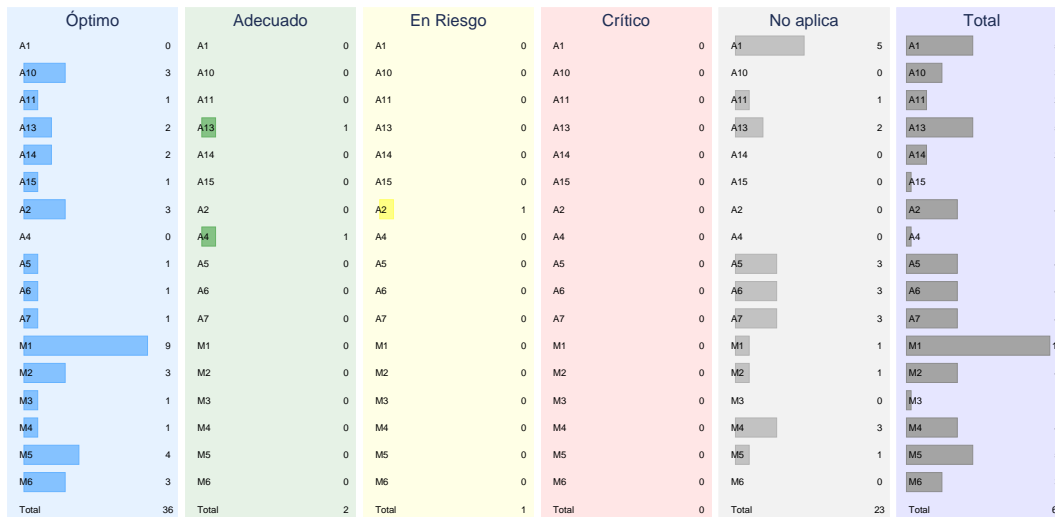 Óptimo Adecuado En Riesgo Crítico No aplica Total
A1 0 A1 0 A1 0 A1 0 A1 5 A1
A10 3 A10 0 A10 0 A10 0 A10 0 A10
A11 1 A11 0 A11 0 A11 0 A11 1 A11
A13 2 A13 1 A13 0 A13 0 A13 2 A13
A14 2 A14 0 A14 0 A14 0 A14 0 A14
A15 1 A15 0 A15 0 A15 0 A15 0 A15
A2 3 A2 0 A2 1 A2 0 A2 0 A2
A4 0 A4 1 A4 0 A4 0 A4 0 A4
A5 1 A5 0 A5 0 A5 0 A5 3 A5
A6 1 A6 0 A6 0 A6 0 A6 3 A6
A7 1 A7 0 A7 0 A7 0 A7 3 A7
M1 9 M1 0 M1 0 M1 0 M1 1 M1 1
M2 3 M2 0 M2 0 M2 0 M2 1 M2
M3 1 M3 0 M3 0 M3 0 M3 0 M3
M4 1 M4 0 M4 0 M4 0 M4 3 M4
M5 4 M5 0 M5 0 M5 0 M5 1 M5
M6 3 M6 0 M6 0 M6 0 M6 0 M6
Total 36 Total 2 Total 1 Total 0 Total 23 Total 6